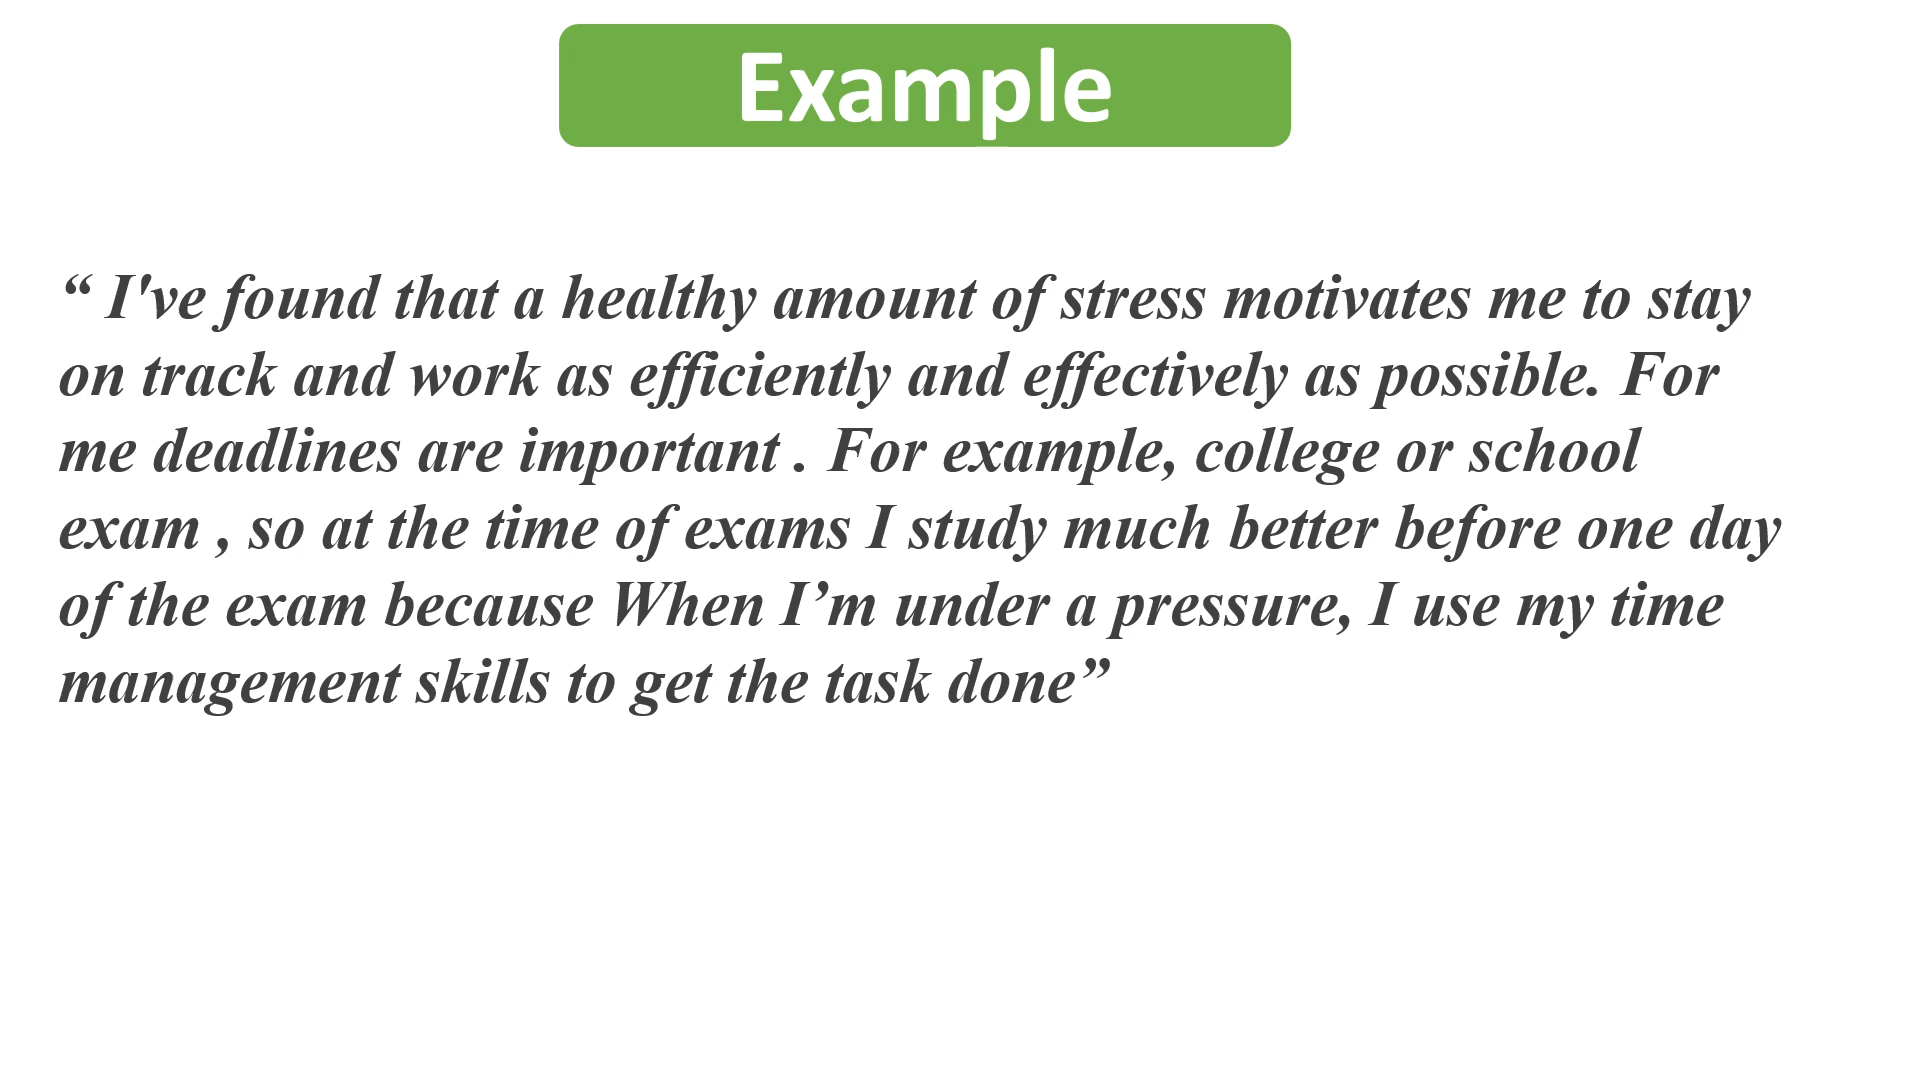 Example
“ I've found that a healthy amount of stress motivates me to stay
on track and work as efficiently and effectively as possible. For
me deadlines are important . For example, college or school
exam , so at the time of exams I study much better before one day
of the exam because When I’m under a pressure, I use my time
management skills to get the task done”